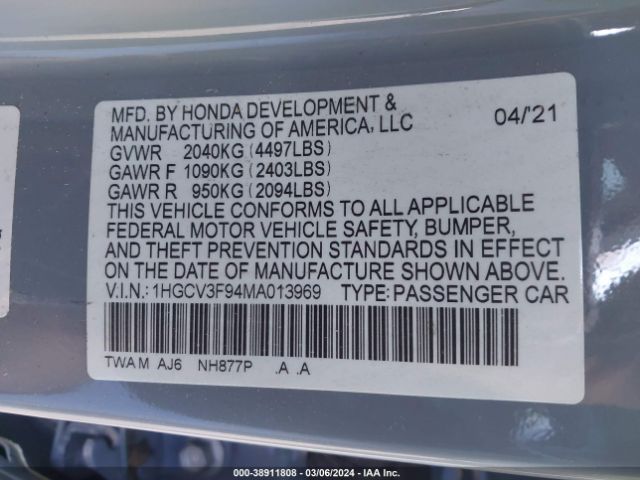 MFD. BY HONDA DEVELOPMENT &
MANUFACTURING OF AMERICA, LLC 04/'21
GVWR 2040KG (4497LBS)
GAWR F 1090KG (2403LBS)
GAWR R 950KG (2094LBS)
THIS VEHICLE CONFORMS TO ALL APPLICABLE
FEDERAL MOTOR VEHICLE SAFETY, BUMPER,
AND THEFT PREVENTION STANDARDS IN EFFECT
ON THE DATE OF MANUFACTURE SHOWN ABOVE.
V.I.N.: 1HGCV3F94MA013969 TYPE: PASSENGER CAR
TWA M AJ6 NH877P .A .A
000-38911808 | 03/06/2024 - IAA Inc.